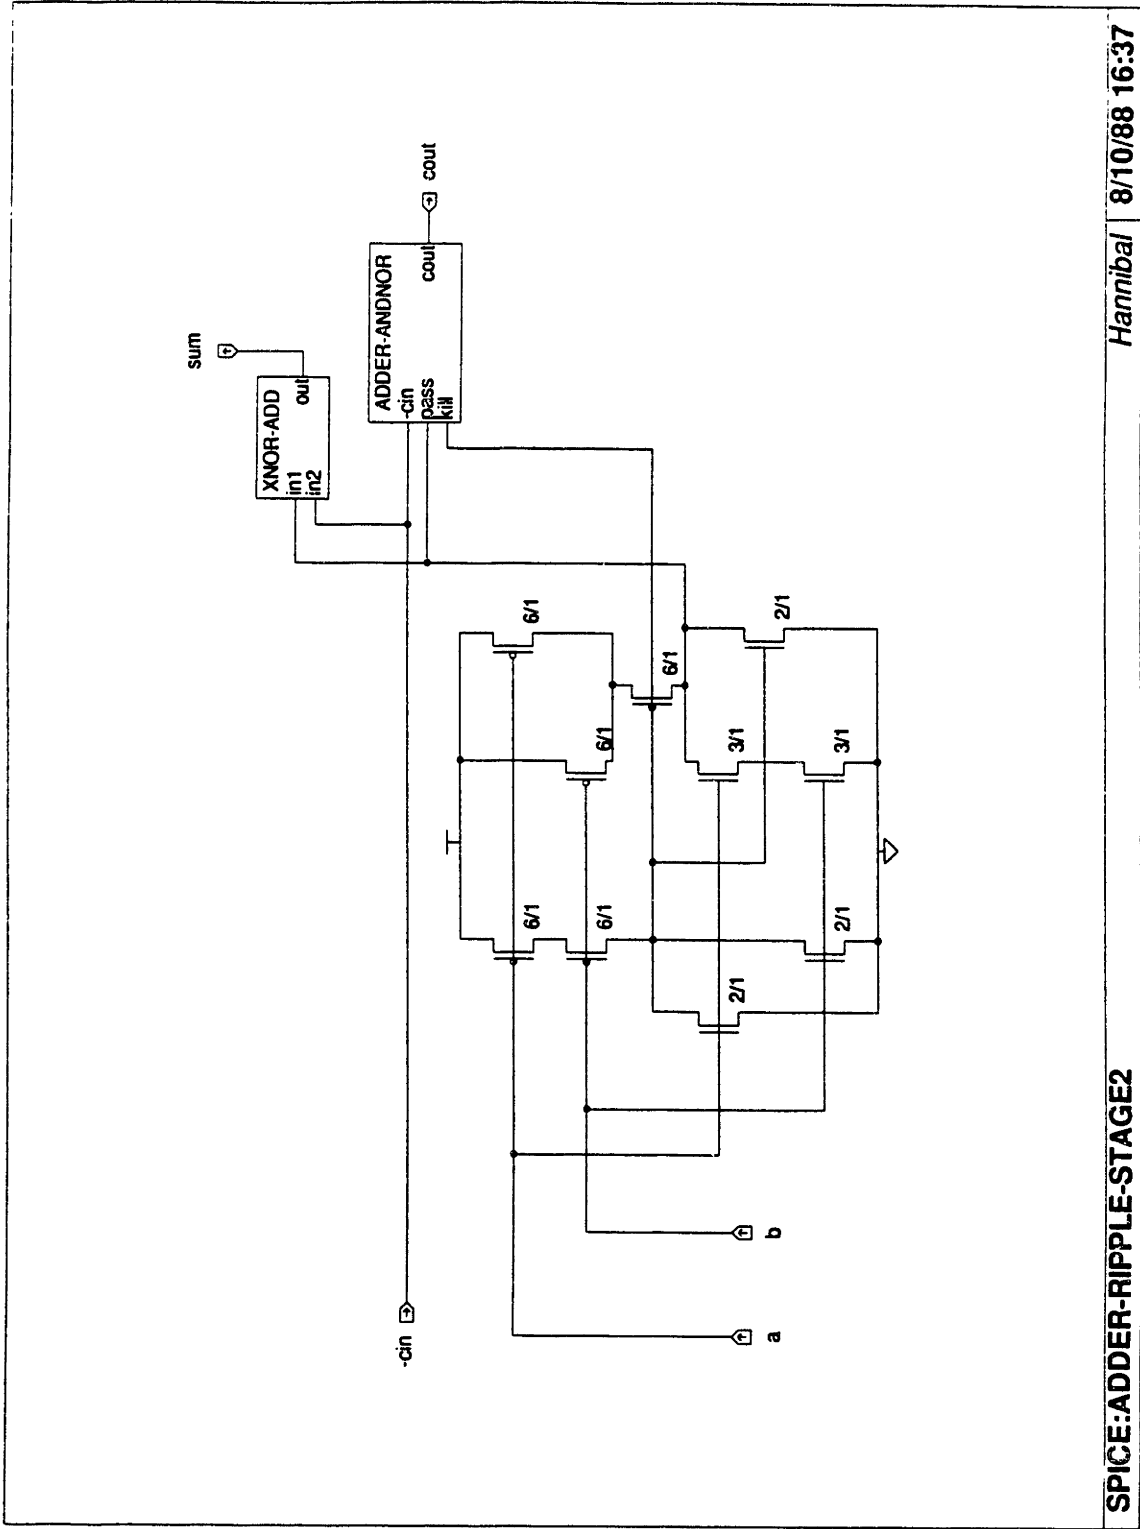 sum
XNOR-ADD
in1
in2
out
-cin
ADDER-ANDNOR
-cin
pass
kill
cout
cout
6/1
6/1
6/1
6/1
6/1
2/1
3/1
2/1
2/1
3/1
a
b
SPICE:ADDER-RIPPLE-STAGE2
Hannibal
8/10/88 16:37